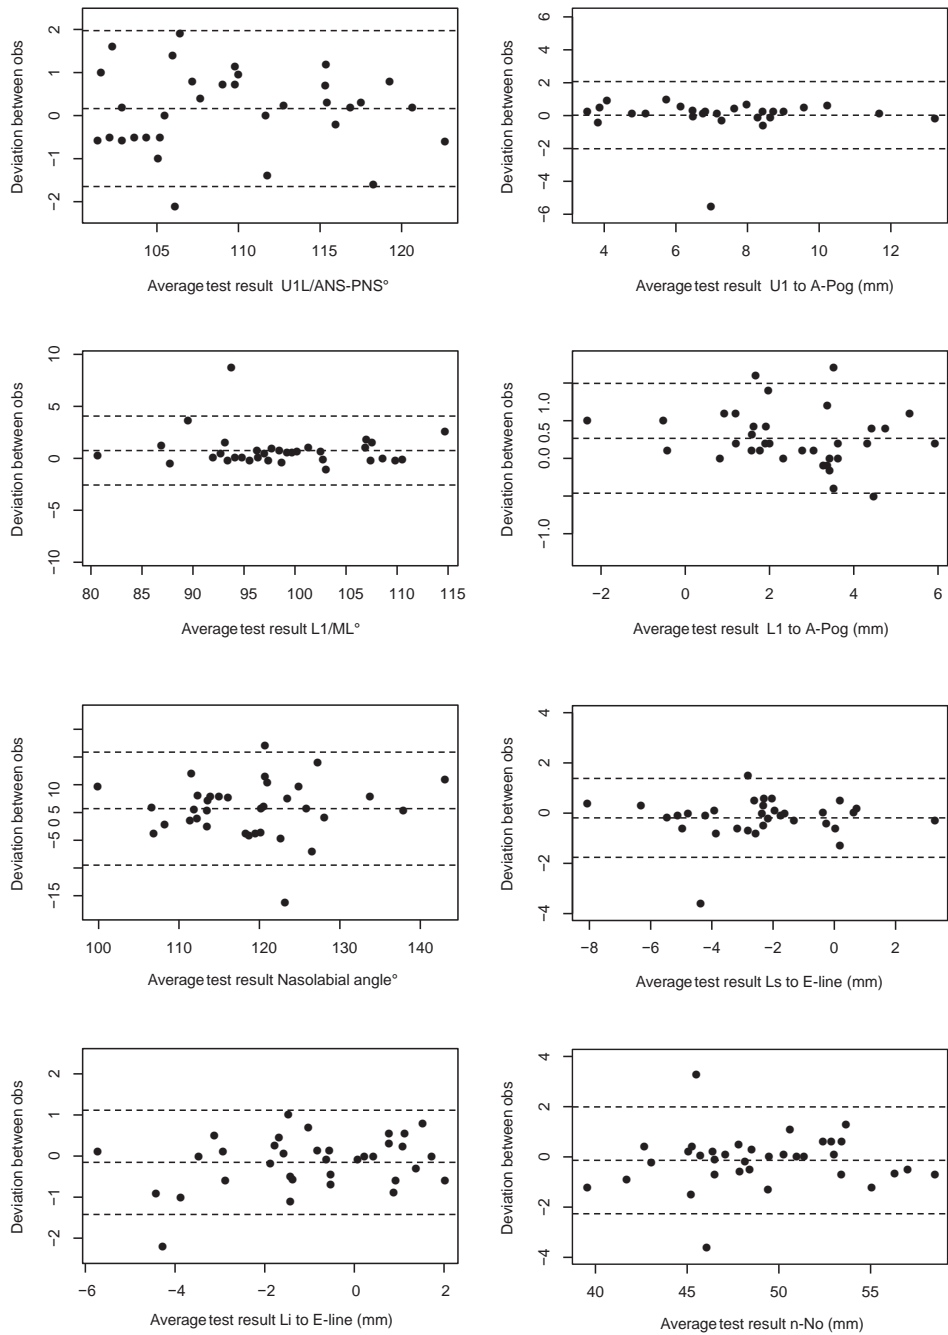 Deviation between obs
2
1
0
−1
−2
105 110 115 120
Average test result U1L/ANS-PNS°
Deviation between obs
6
4
2
0
−2
−4
−6
4 6 8 10 12
Average test result U1 to A-Pog (mm)
Deviation between obs
10
5
0
−5
−10
80 85 90 95 100 105 110 115
Average test result L1/ML°
Deviation between obs
1.0
0.5
0.0
−1.0
−2 0 2 4 6
Average test result L1 to A-Pog (mm)
Deviation between obs
10
5
0
−5
−15
100 110 120 130 140
Average test result Nasolabial angle°
Deviation between obs
4
2
0
−2
−4
−8 −6 −4 −2 0 2
Average test result Ls to E-line (mm)
Deviation between obs
2
1
0
−1
−2
−6 −4 −2 0 2
Average test result Li to E-line (mm)
Deviation between obs
4
2
0
−2
−4
40 45 50 55
Average test result n-No (mm)